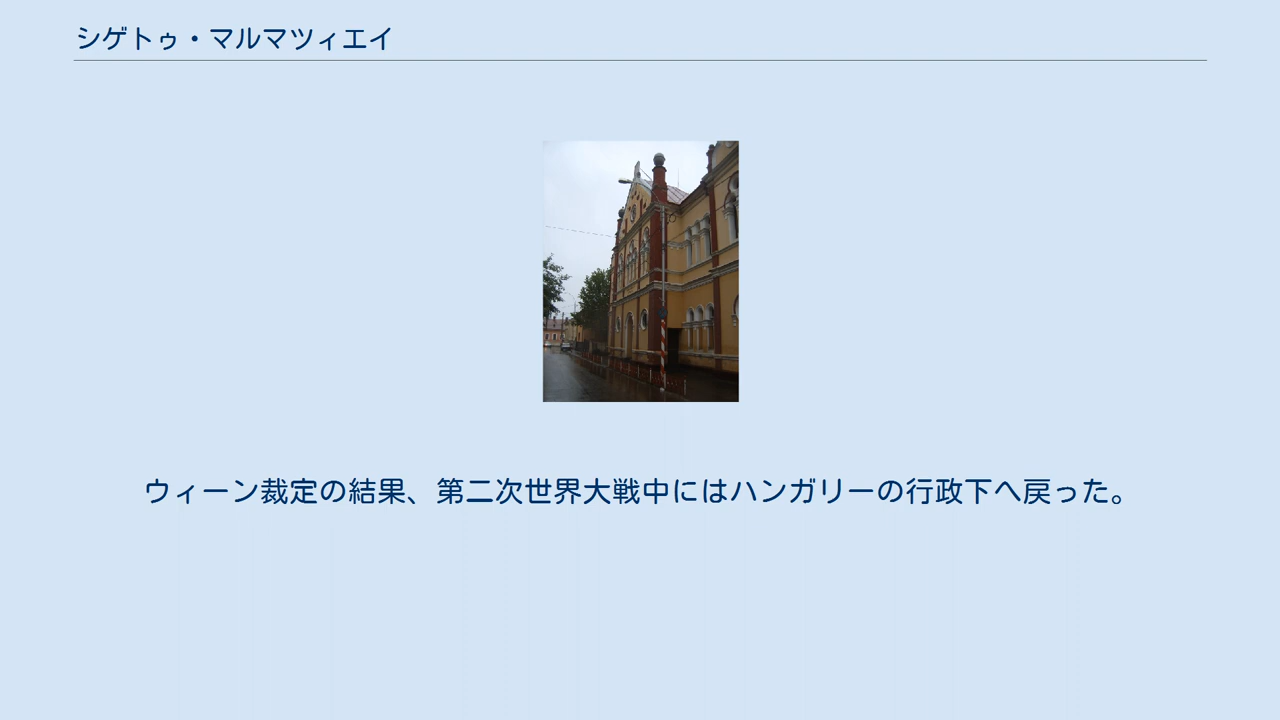 シゲトゥ・マルマツィエイ
ウィーン裁定の結果、第二次世界大戦中にはハンガリーの行政下へ戻った。